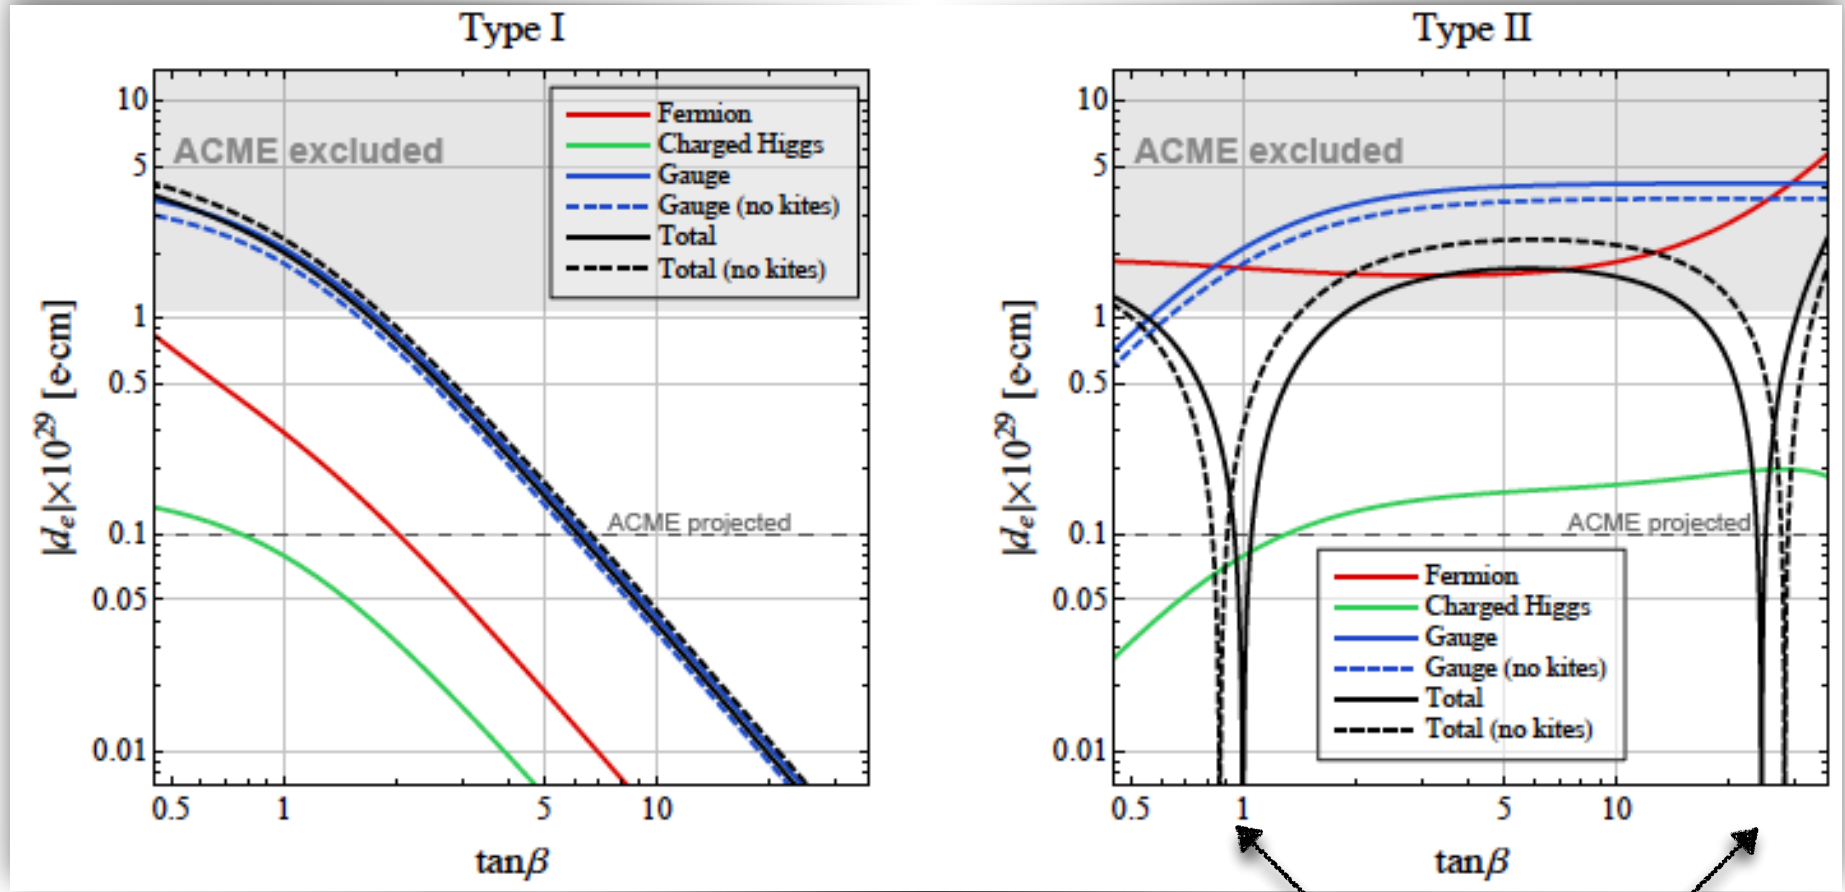 Type I
10
5
1
0.5
0.1
0.05
0.01
|d_e|×10^29 [e·cm]
ACME excluded
Fermion
Charged Higgs
Gauge
Gauge (no kites)
Total
Total (no kites)
ACME projected
0.5 1 5 10
tanβ
Type II
10
5
1
0.5
0.1
0.05
0.01
|d_e|×10^29 [e·cm]
ACME excluded
ACME projected
Fermion
Charged Higgs
Gauge
Gauge (no kites)
Total
Total (no kites)
0.5 1 5 10
tanβ